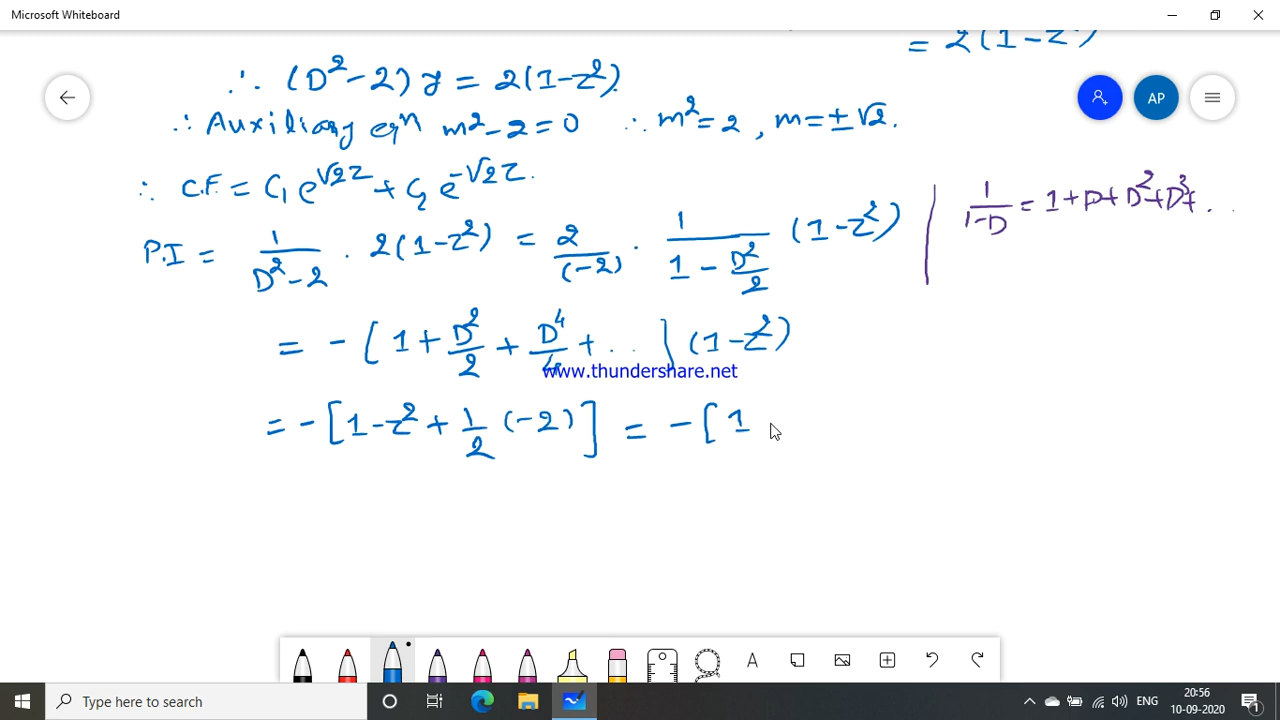 Microsoft Whiteboard
= 2(1-z²)
∴ (D²-2)y = 2(1-z²).
AP
∴ Auxiliary eqn m²-2=0 ∴ m²=2, m=±√2.
∴ C.F. = C₁e^√2z + C₂e^-√2z.
1/(1-D) = 1+D+D²+D³+...
P.I = 1/(D²-2) · 2(1-z²) = 2/(-2) · 1/(1 - D²/2) (1-z²)
= -[1 + D²/2 + D⁴/4 + ...](1-z²)
www.thundershare.net
= -[1-z² + 1/2 (-2)] = -[1
A
Type here to search
ENG
20:56
10-09-2020
1